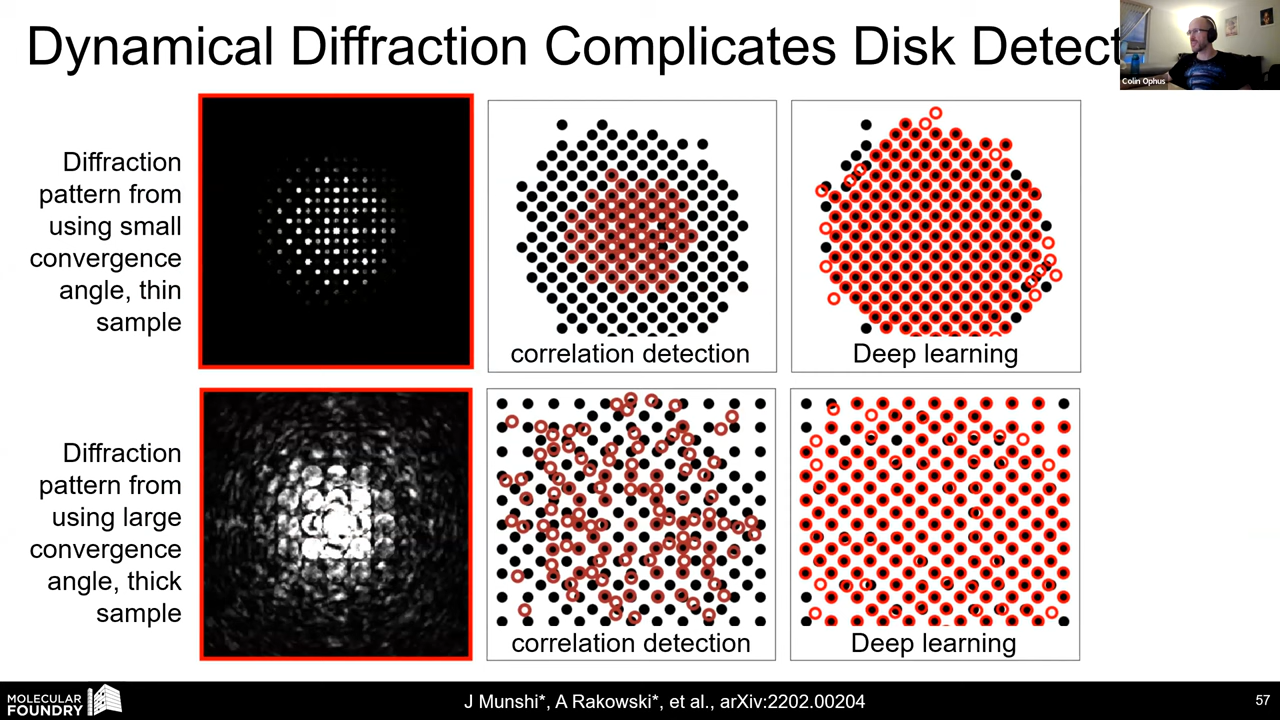 Dynamical Diffraction Complicates Disk Detect
Colin Ophus
Diffraction
pattern from
using small
convergence
angle, thin
sample
correlation detection
Deep learning
Diffraction
pattern from
using large
convergence
angle, thick
sample
correlation detection
Deep learning
MOLECULAR
FOUNDRY
J Munshi*, A Rakowski*, et al., arXiv:2202.00204
57